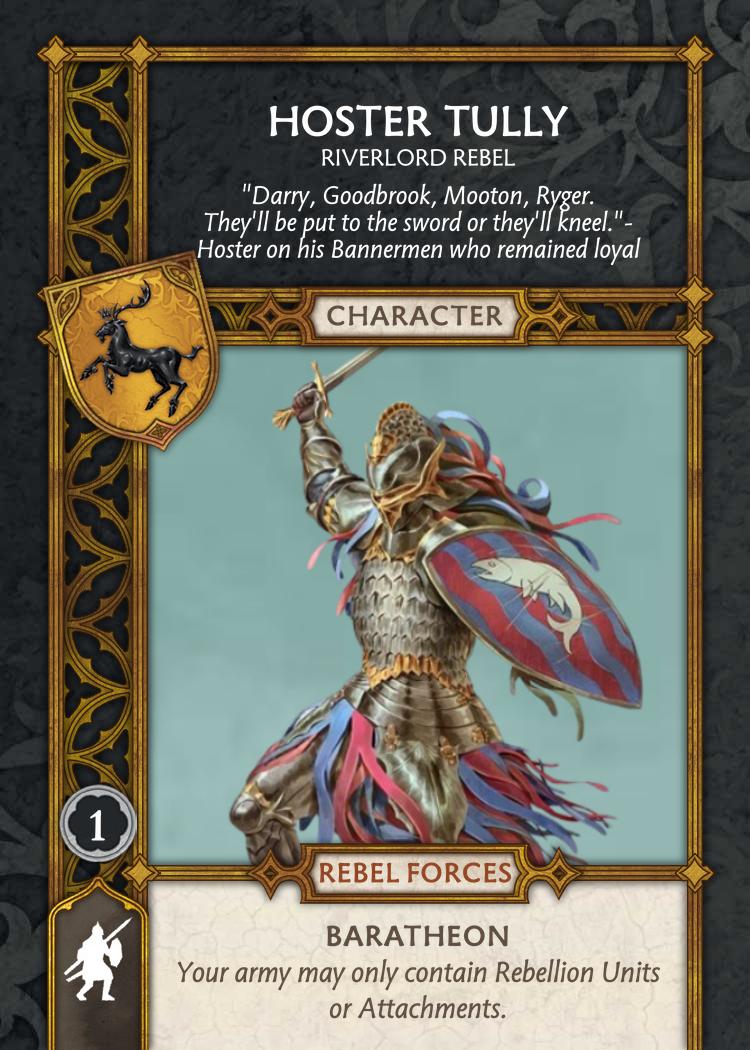 HOSTER TULLY
RIVERLORD REBEL
"Darry, Goodbrook, Mooton, Ryger.
They'll be put to the sword or they'll kneel."-
Hoster on his Bannermen who remained loyal
CHARACTER
1
REBEL FORCES
BARATHEON
Your army may only contain Rebellion Units
or Attachments.